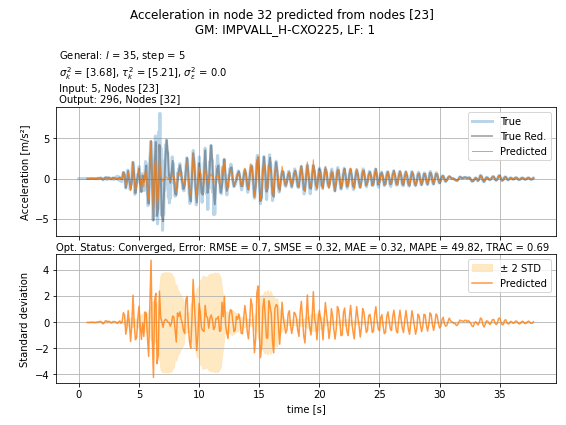 Acceleration in node 32 predicted from nodes [23]
GM: IMPVALL_H-CXO225, LF: 1
General: l = 35, step = 5
σ²ₖ = [3.68], τ²ₖ = [5.21], σ²ε = 0.0
Input: 5, Nodes [23]
Output: 296, Nodes [32]
Acceleration [m/s²]
5
0
−5
True
True Red.
Predicted
Opt. Status: Converged, Error: RMSE = 0.7, SMSE = 0.32, MAE = 0.32, MAPE = 49.82, TRAC = 0.69
Standard deviation
4
2
0
−2
−4
± 2 STD
Predicted
0 5 10 15 20 25 30 35
time [s]